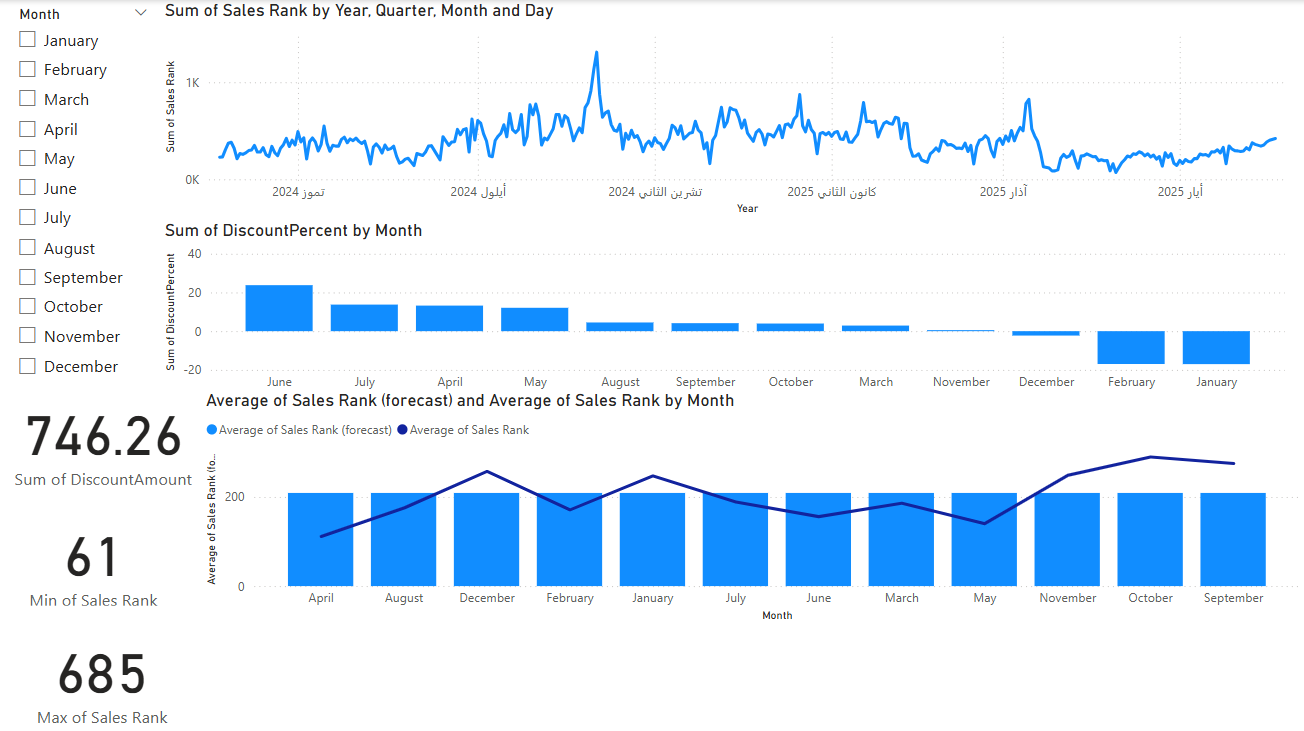 Month
January
February
March
April
May
June
July
August
September
October
November
December
746.26
Sum of DiscountAmount
61
Min of Sales Rank
685
Max of Sales Rank
Sum of Sales Rank by Year, Quarter, Month and Day
Sum of Sales Rank
1K
0K
تموز 2024
أيلول 2024
تشرين الثاني 2024
كانون الثاني 2025
آذار 2025
أيار 2025
Year
Sum of DiscountPercent by Month
Sum of DiscountPercent
40
20
0
-20
June
July
April
May
August
September
October
March
November
December
February
January
Average of Sales Rank (forecast) and Average of Sales Rank by Month
Average of Sales Rank (forecast)
Average of Sales Rank
Average of Sales Rank (fo...
200
0
April
August
December
February
January
July
June
March
May
November
October
September
Month